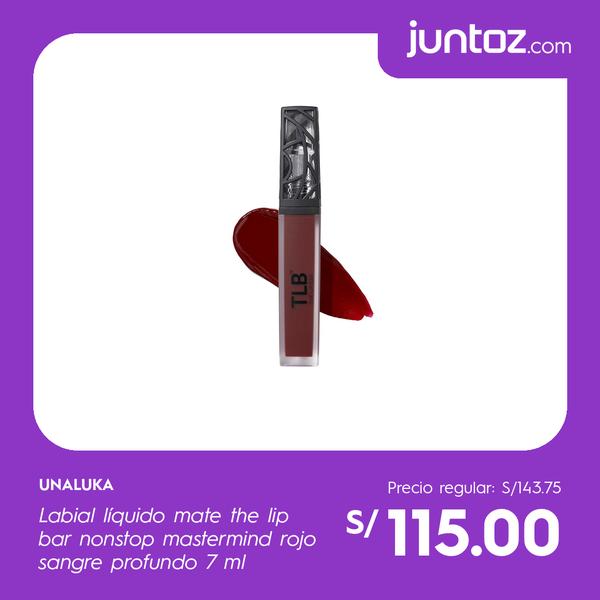 juntoz.com
TLB
UNALUKA
Labial líquido mate the lip
bar nonstop mastermind rojo
sangre profundo 7 ml
Precio regular: S/143.75
S/115.00